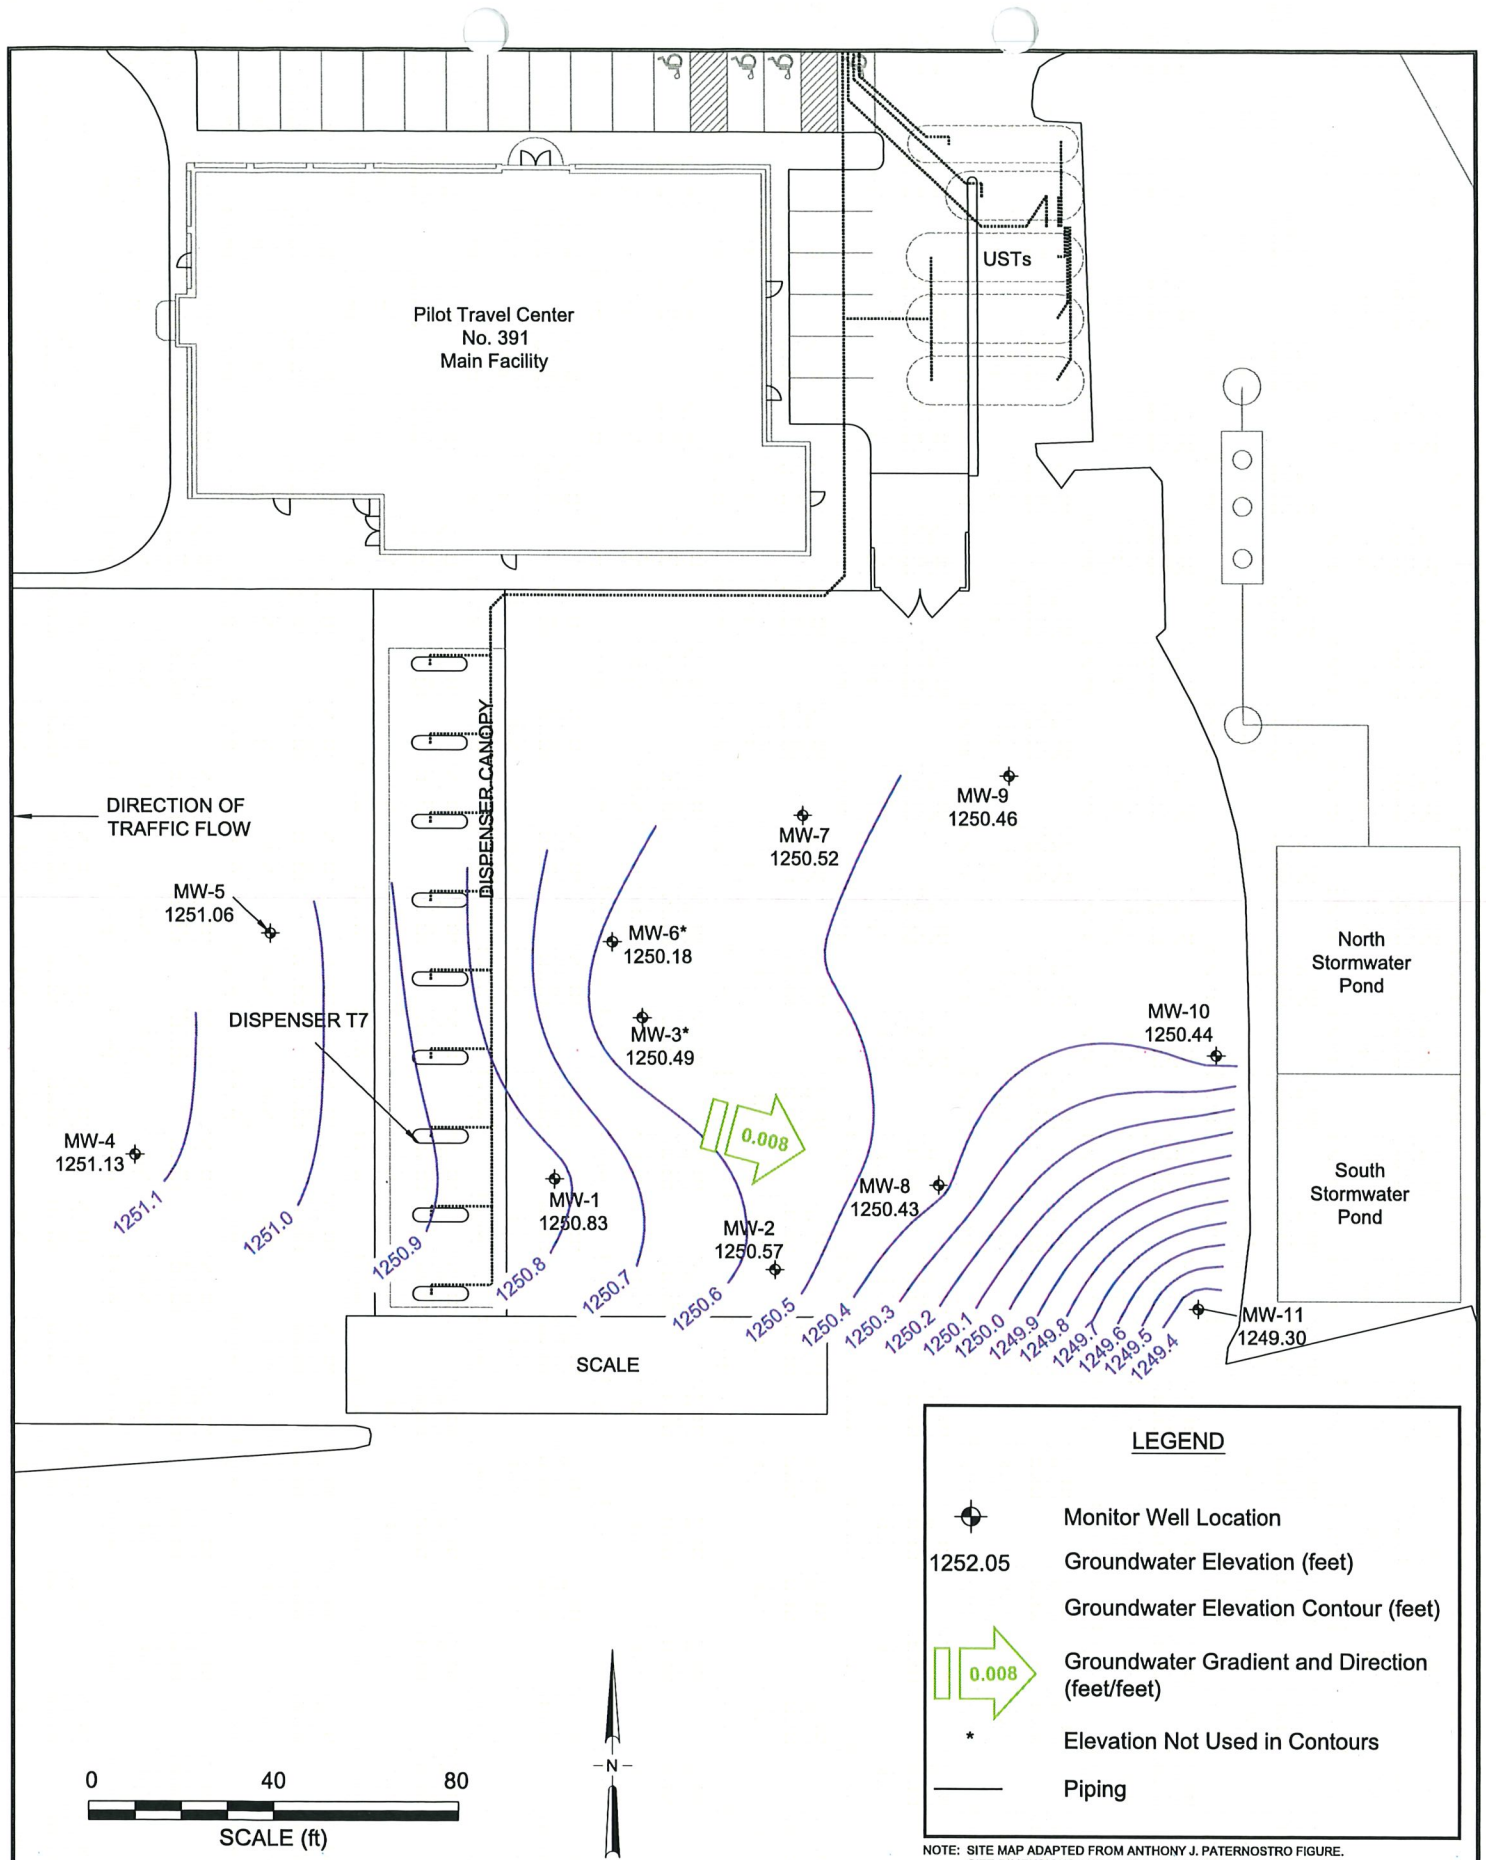 USTs
Pilot Travel Center
No. 391
Main Facility
DISPENSER CANOPY
DIRECTION OF
TRAFFIC FLOW
MW-9
1250.46
MW-7
1250.52
MW-5
1251.06
MW-6*
1250.18
North
Stormwater
Pond
DISPENSER T7
MW-10
1250.44
MW-3*
1250.49
0.008
MW-4
1251.13
MW-8
1250.43
South
Stormwater
Pond
MW-1
1250.83
MW-2
1250.57
1251.1
1251.0
1250.9
1250.8
1250.7
1250.6
1250.5
1250.4
1250.3
1250.2
1250.1
1250.0
1249.9
1249.8
1249.7
1249.6
1249.5
1249.4
MW-11
1249.30
SCALE
LEGEND
Monitor Well Location
1252.05 Groundwater Elevation (feet)
Groundwater Elevation Contour (feet)
0.008 Groundwater Gradient and Direction
(feet/feet)
* Elevation Not Used in Contours
Piping
N
0 40 80
SCALE (ft)
NOTE: SITE MAP ADAPTED FROM ANTHONY J. PATERNOSTRO FIGURE.